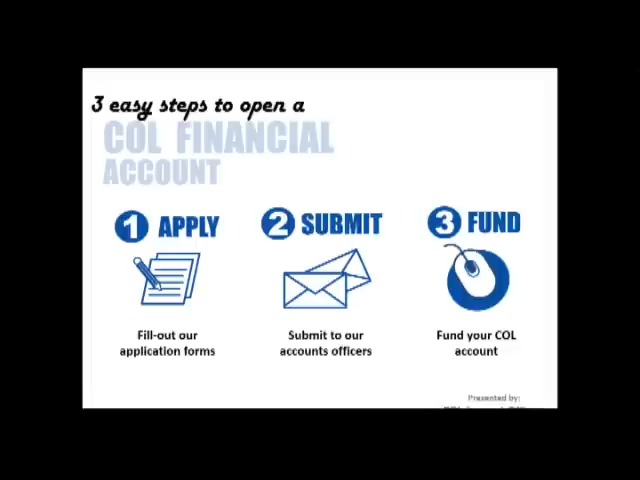 3 easy steps to open a
COL FINANCIAL
ACCOUNT
1 APPLY
2 SUBMIT
3 FUND
Fill-out our
application forms
Submit to our
accounts officers
Fund your COL
account
Presented by: